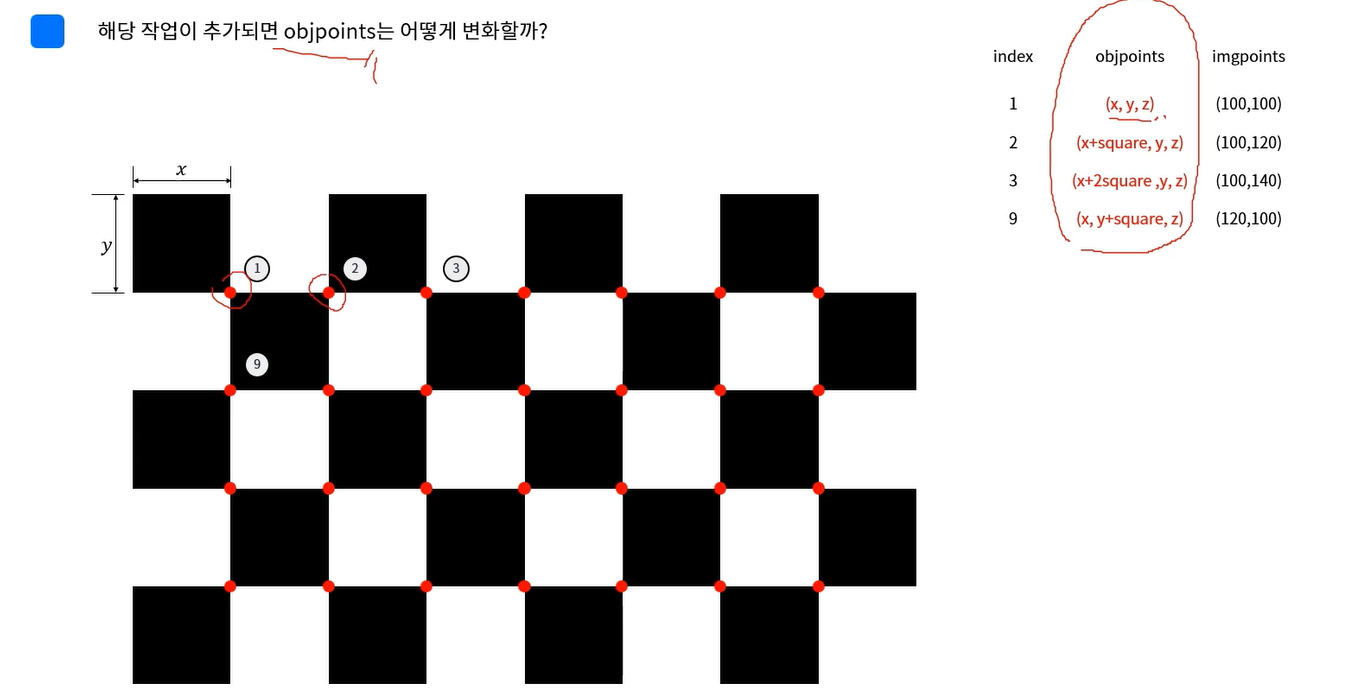 해당 작업이 추가되면 objpoints는 어떻게 변화할까?
index objpoints imgpoints
1 (x, y, z) (100,100)
2 (x+square, y, z) (100,120)
3 (x+2square ,y, z) (100,140)
9 (x, y+square, z) (120,100)
x
y
1 2 3
9